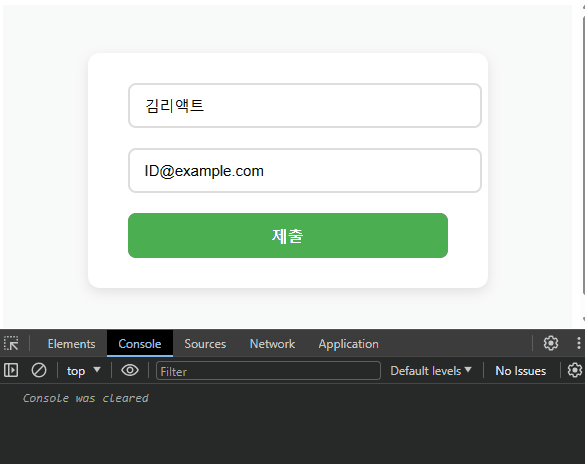 김리액트
ID@example.com
제출
Elements Console Sources Network Application
top Filter Default levels No Issues
Console was cleared